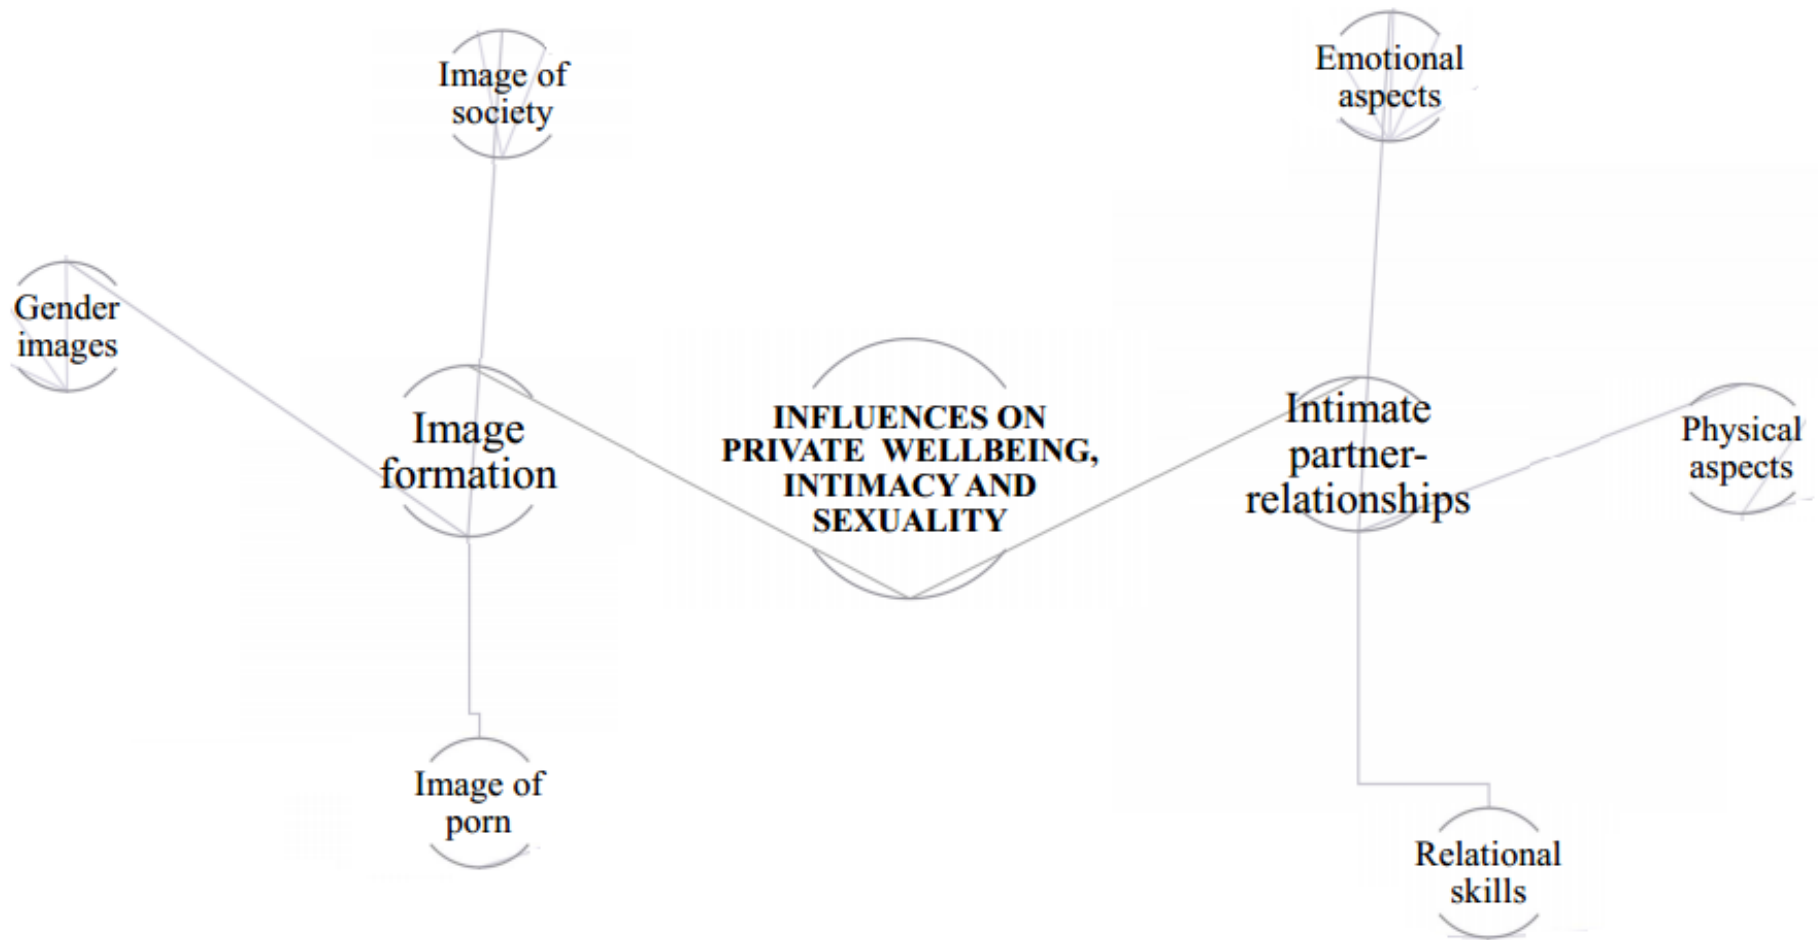 Image of
society
Emotional
aspects
Gender
images
Image
formation
INFLUENCES ON
PRIVATE WELLBEING,
INTIMACY AND
SEXUALITY
Intimate
partner-
relationships
Physical
aspects
Image of
porn
Relational
skills